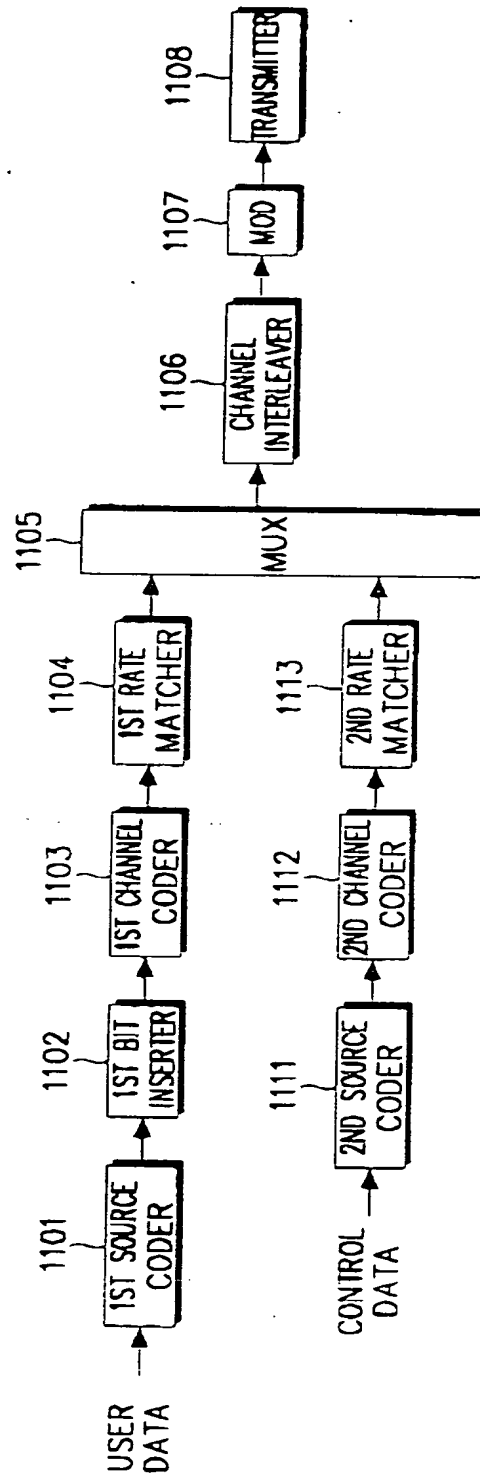 USER
DATA
1101
1ST SOURCE
CODER
1102
1ST BIT
INSERTER
1103
1ST CHANNEL
CODER
1104
1ST RATE
MATCHER
1105
MUX
1106
CHANNEL
INTERLEAVER
1107
MOD
1108
TRANSMITTER
CONTROL
DATA
1111
2ND SOURCE
CODER
1112
2ND CHANNEL
CODER
1113
2ND RATE
MATCHER